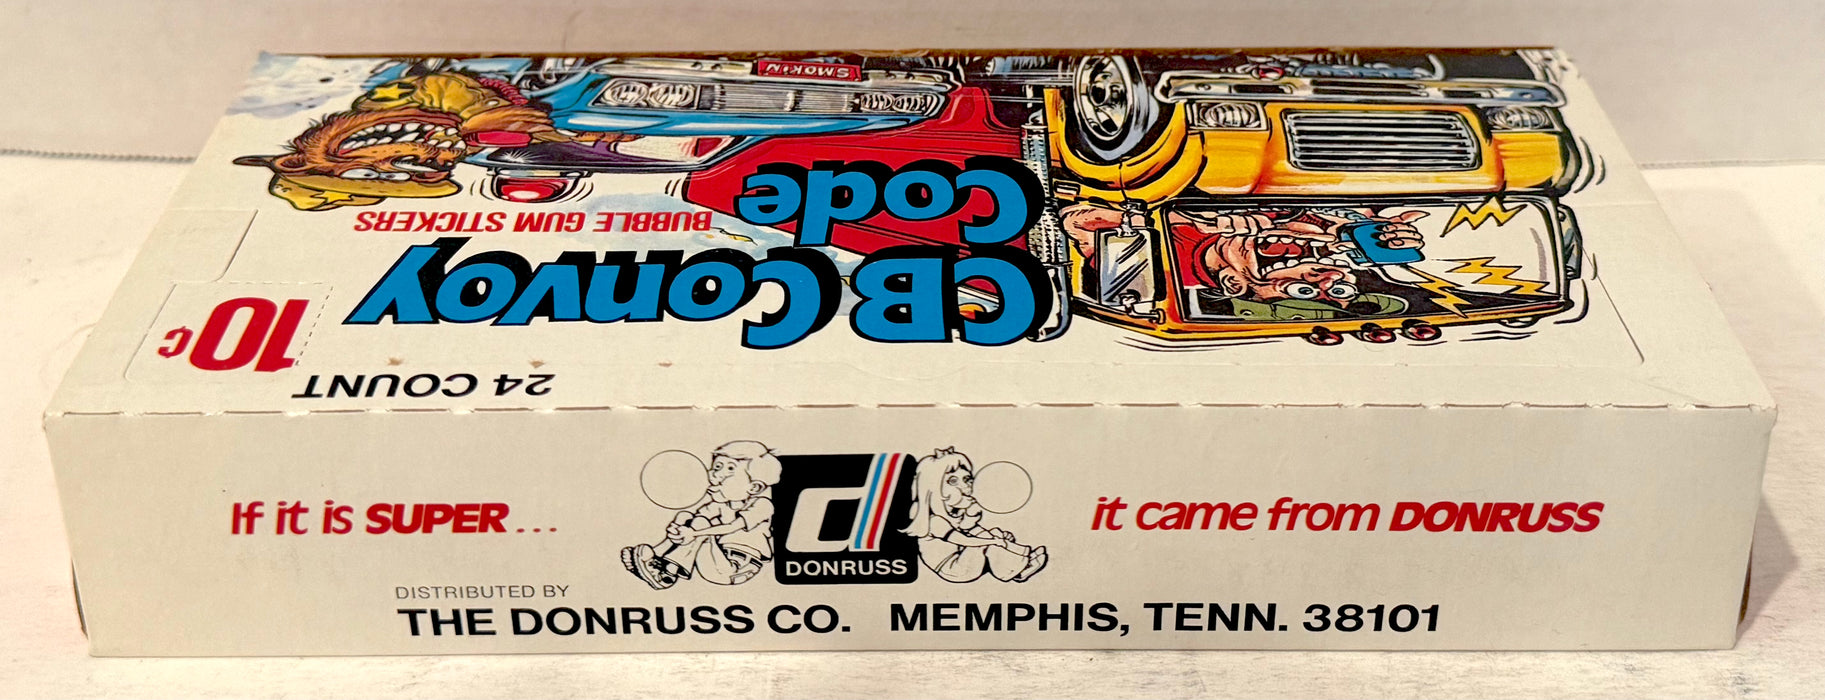 SMOKIN'
CB Convoy
Code
BUBBLE GUM STICKERS
10¢
24 COUNT
If it is SUPER...
it came from DONRUSS
d
DONRUSS
DISTRIBUTED BY
THE DONRUSS CO. MEMPHIS, TENN. 38101